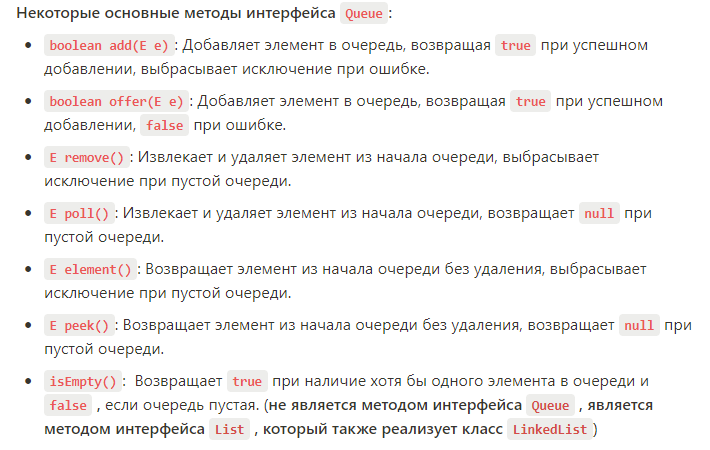 Некоторые основные методы интерфейса Queue:
boolean add(E e): Добавляет элемент в очередь, возвращая true при успешном
добавлении, выбрасывает исключение при ошибке.
boolean offer(E e): Добавляет элемент в очередь, возвращая true при успешном
добавлении, false при ошибке.
E remove(): Извлекает и удаляет элемент из начала очереди, выбрасывает
исключение при пустой очереди.
E poll(): Извлекает и удаляет элемент из начала очереди, возвращает null при
пустой очереди.
E element(): Возвращает элемент из начала очереди без удаления, выбрасывает
исключение при пустой очереди.
E peek(): Возвращает элемент из начала очереди без удаления, возвращает null при
пустой очереди.
isEmpty(): Возвращает true при наличие хотя бы одного элемента в очереди и
false , если очередь пустая. (не является методом интерфейса Queue , является
методом интерфейса List , который также реализует класс LinkedList)